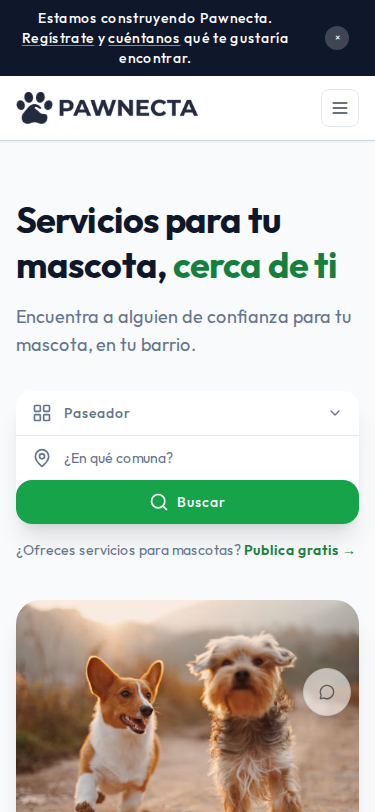 Estamos construyendo Pawnecta.
Regístrate y cuéntanos qué te gustaría
encontrar.
×
PAWNECTA
Servicios para tu
mascota, cerca de ti
Encuentra a alguien de confianza para tu
mascota, en tu barrio.
Paseador
¿En qué comuna?
Buscar
¿Ofreces servicios para mascotas? Publica gratis →